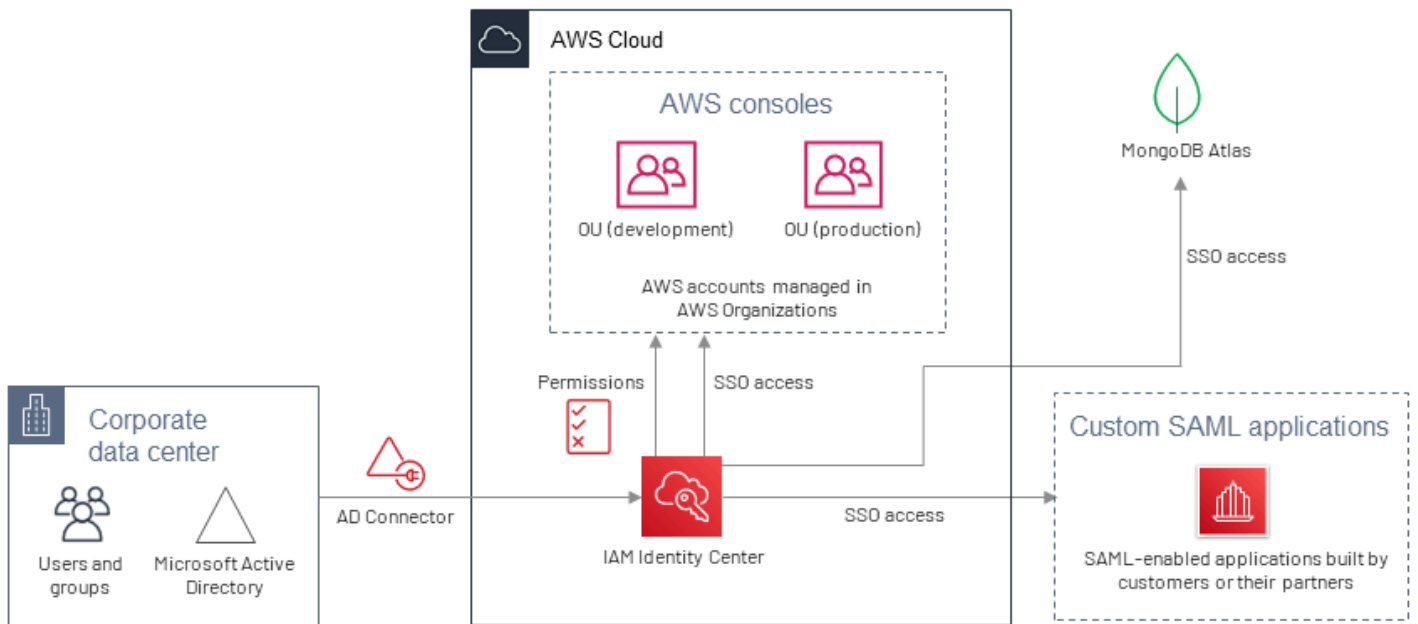 AWS Cloud
AWS consoles
OU (development)
OU (production)
AWS accounts managed in
AWS Organizations
MongoDB Atlas
SSO access
Permissions
SSO access
Corporate
data center
Users and
groups
Microsoft Active
Directory
AD Connector
IAM Identity Center
SSO access
Custom SAML applications
SAML-enabled applications built by
customers or their partners